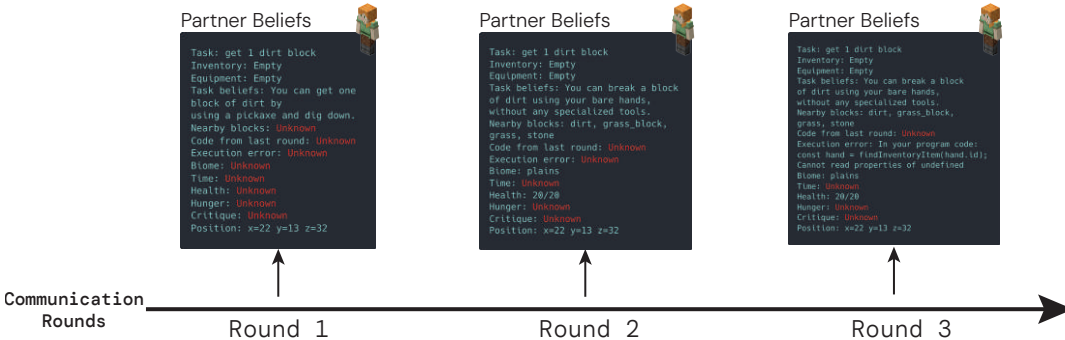 Partner Beliefs
Task: get 1 dirt block
Inventory: Empty
Equipment: Empty
Task beliefs: You can get one
block of dirt by
using a pickaxe and dig down.
Nearby blocks: Unknown
Code from last round: Unknown
Execution error: Unknown
Biome: Unknown
Time: Unknown
Health: Unknown
Hunger: Unknown
Critique: Unknown
Position: x=22 y=13 z=32
Partner Beliefs
Task: get 1 dirt block
Inventory: Empty
Equipment: Empty
Task beliefs: You can break a block
of dirt using your bare hands,
without any specialized tools.
Nearby blocks: dirt, grass_block,
grass, stone
Code from last round: Unknown
Execution error: Unknown
Biome: plains
Time: Unknown
Health: 20/20
Hunger: Unknown
Critique: Unknown
Position: x=22 y=13 z=32
Partner Beliefs
Task: get 1 dirt block
Inventory: Empty
Equipment: Empty
Task beliefs: You can break a block
of dirt using your bare hands,
without any specialized tools.
Nearby blocks: dirt, grass_block,
grass, stone
Code from last round: Unknown
Execution error: In your program code:
const hand = findInventoryItem(hand.id);
Cannot read properties of undefined
Biome: plains
Time: Unknown
Health: 20/20
Hunger: Unknown
Critique: Unknown
Position: x=22 y=13 z=32
Communication
Rounds
Round 1
Round 2
Round 3